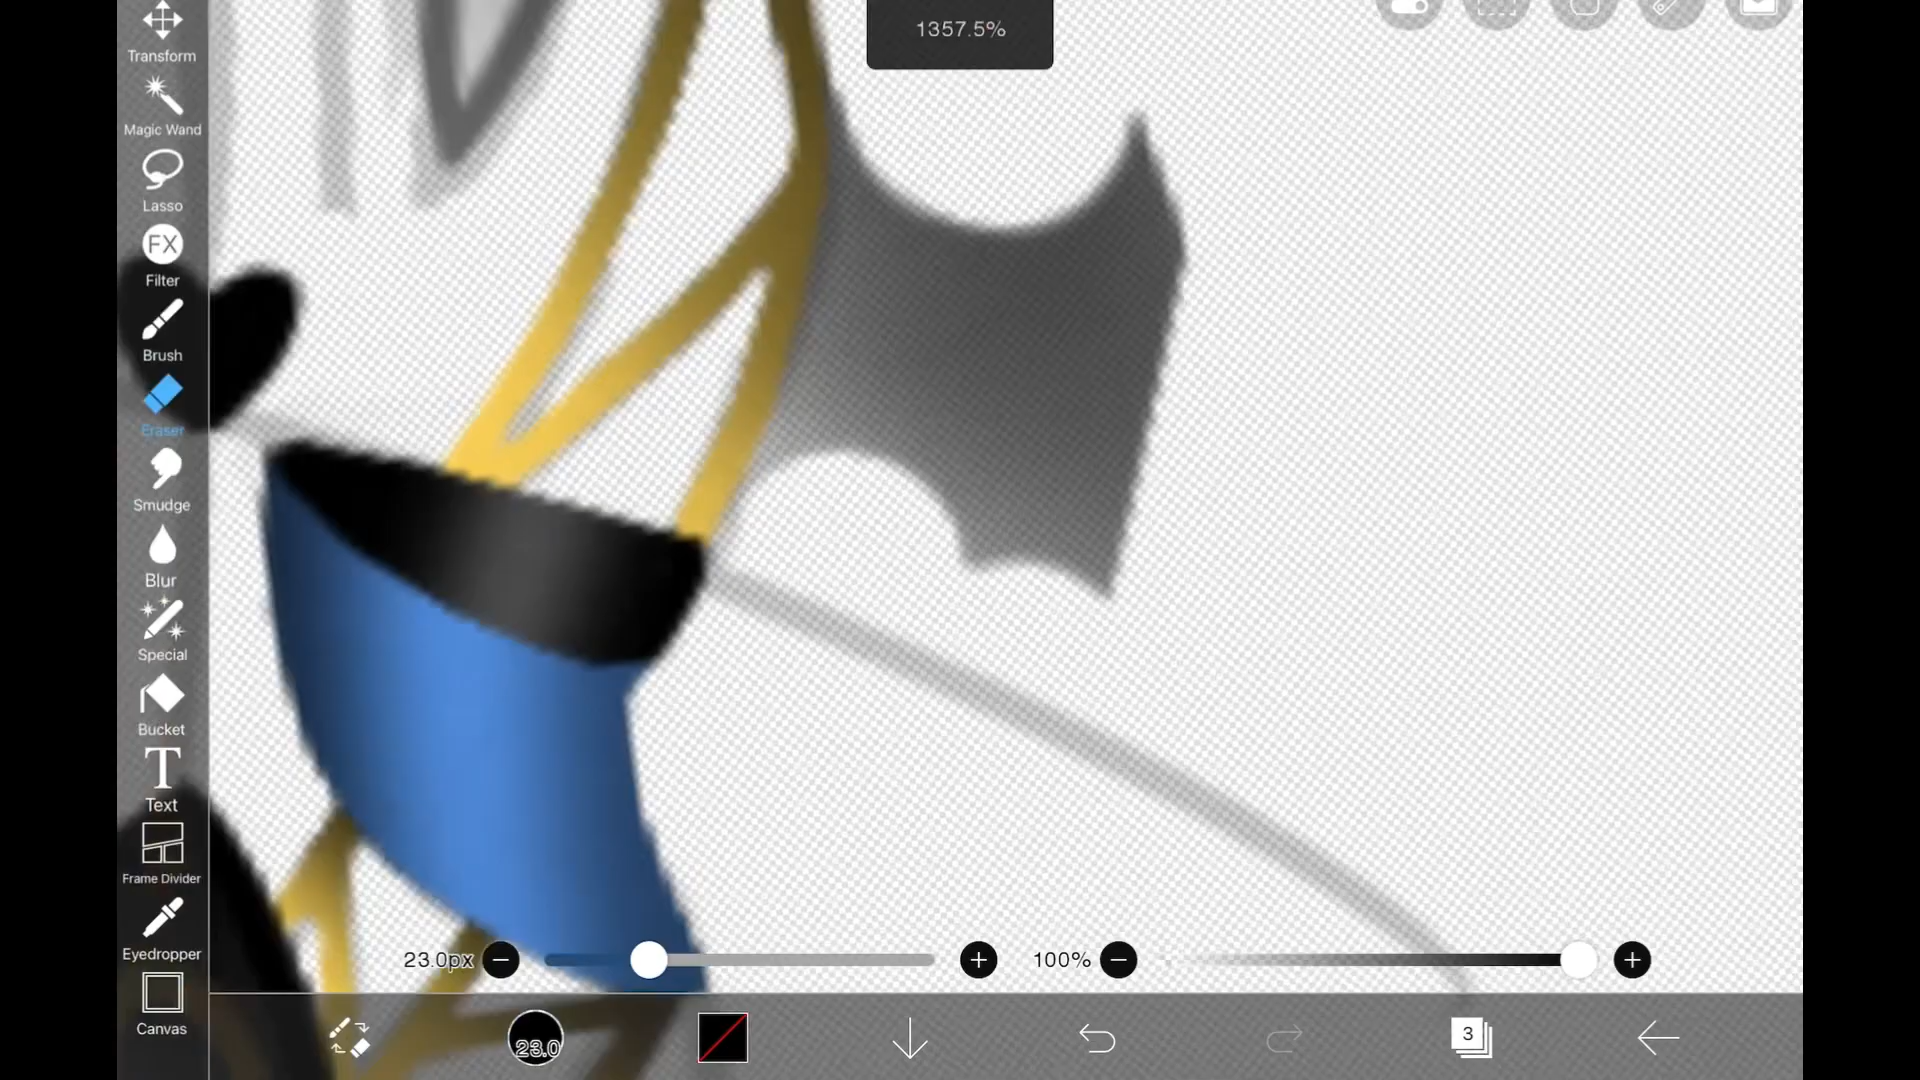 1357.5%
Transform
Magic Wand
Lasso
FX
Filter
Brush
Eraser
Smudge
Blur
Special
Bucket
T
Text
Frame Divider
Eyedropper
Canvas
23.0px
100%
23.0
3